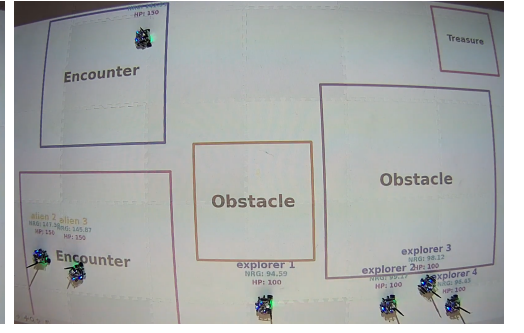 HP: 150
Treasure
Encounter
Obstacle
Obstacle
alien 2
alien 3
NRG: 145.87
HP: 150
HP: 150
Encounter
explorer 1
NRG: 94.59
HP: 100
explorer 3
NRG: 98.12
HP: 100
explorer 2
HP: 100
explorer 4
HP: 100